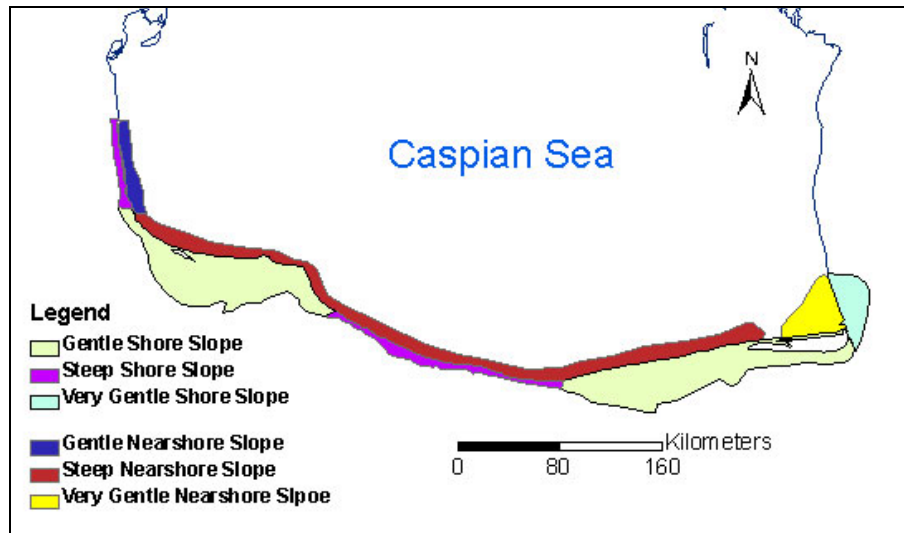 N
Caspian Sea
Legend
Gentle Shore Slope
Steep Shore Slope
Very Gentle Shore Slope
Gentle Nearshore Slope
Steep Nearshore Slope
Very Gentle Nearshore Slpoe
Kilometers
0 80 160